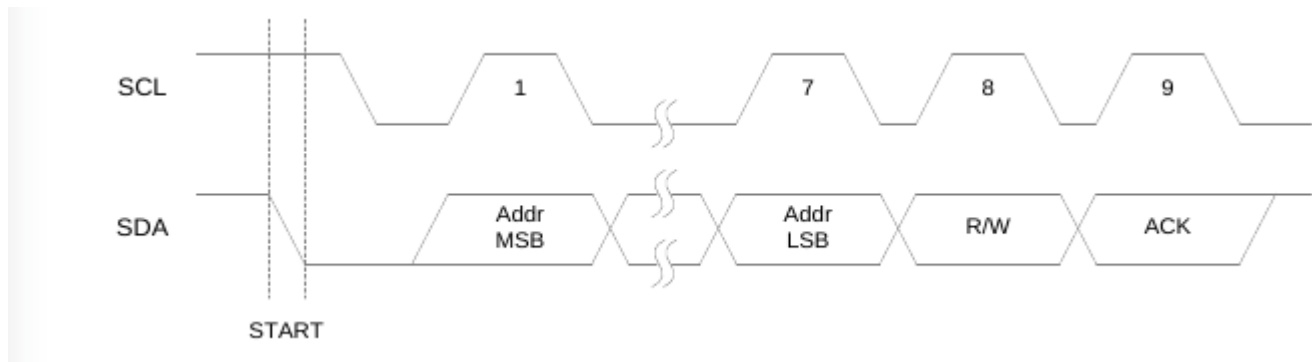 SCL
1
7
8
9
SDA
Addr
MSB
Addr
LSB
R/W
ACK
START